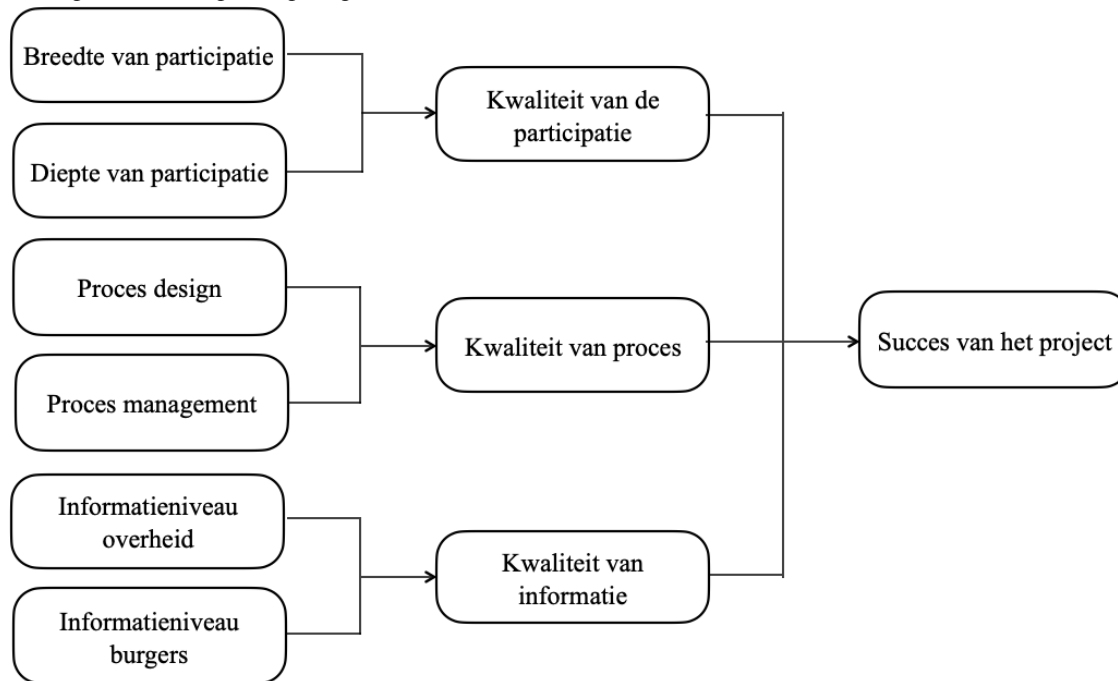 Breedte van participatie
Diepte van participatie
Kwaliteit van de
participatie
Proces design
Proces management
Kwaliteit van proces
Succes van het project
Informatieniveau
overheid
Informatieniveau
burgers
Kwaliteit van
informatie